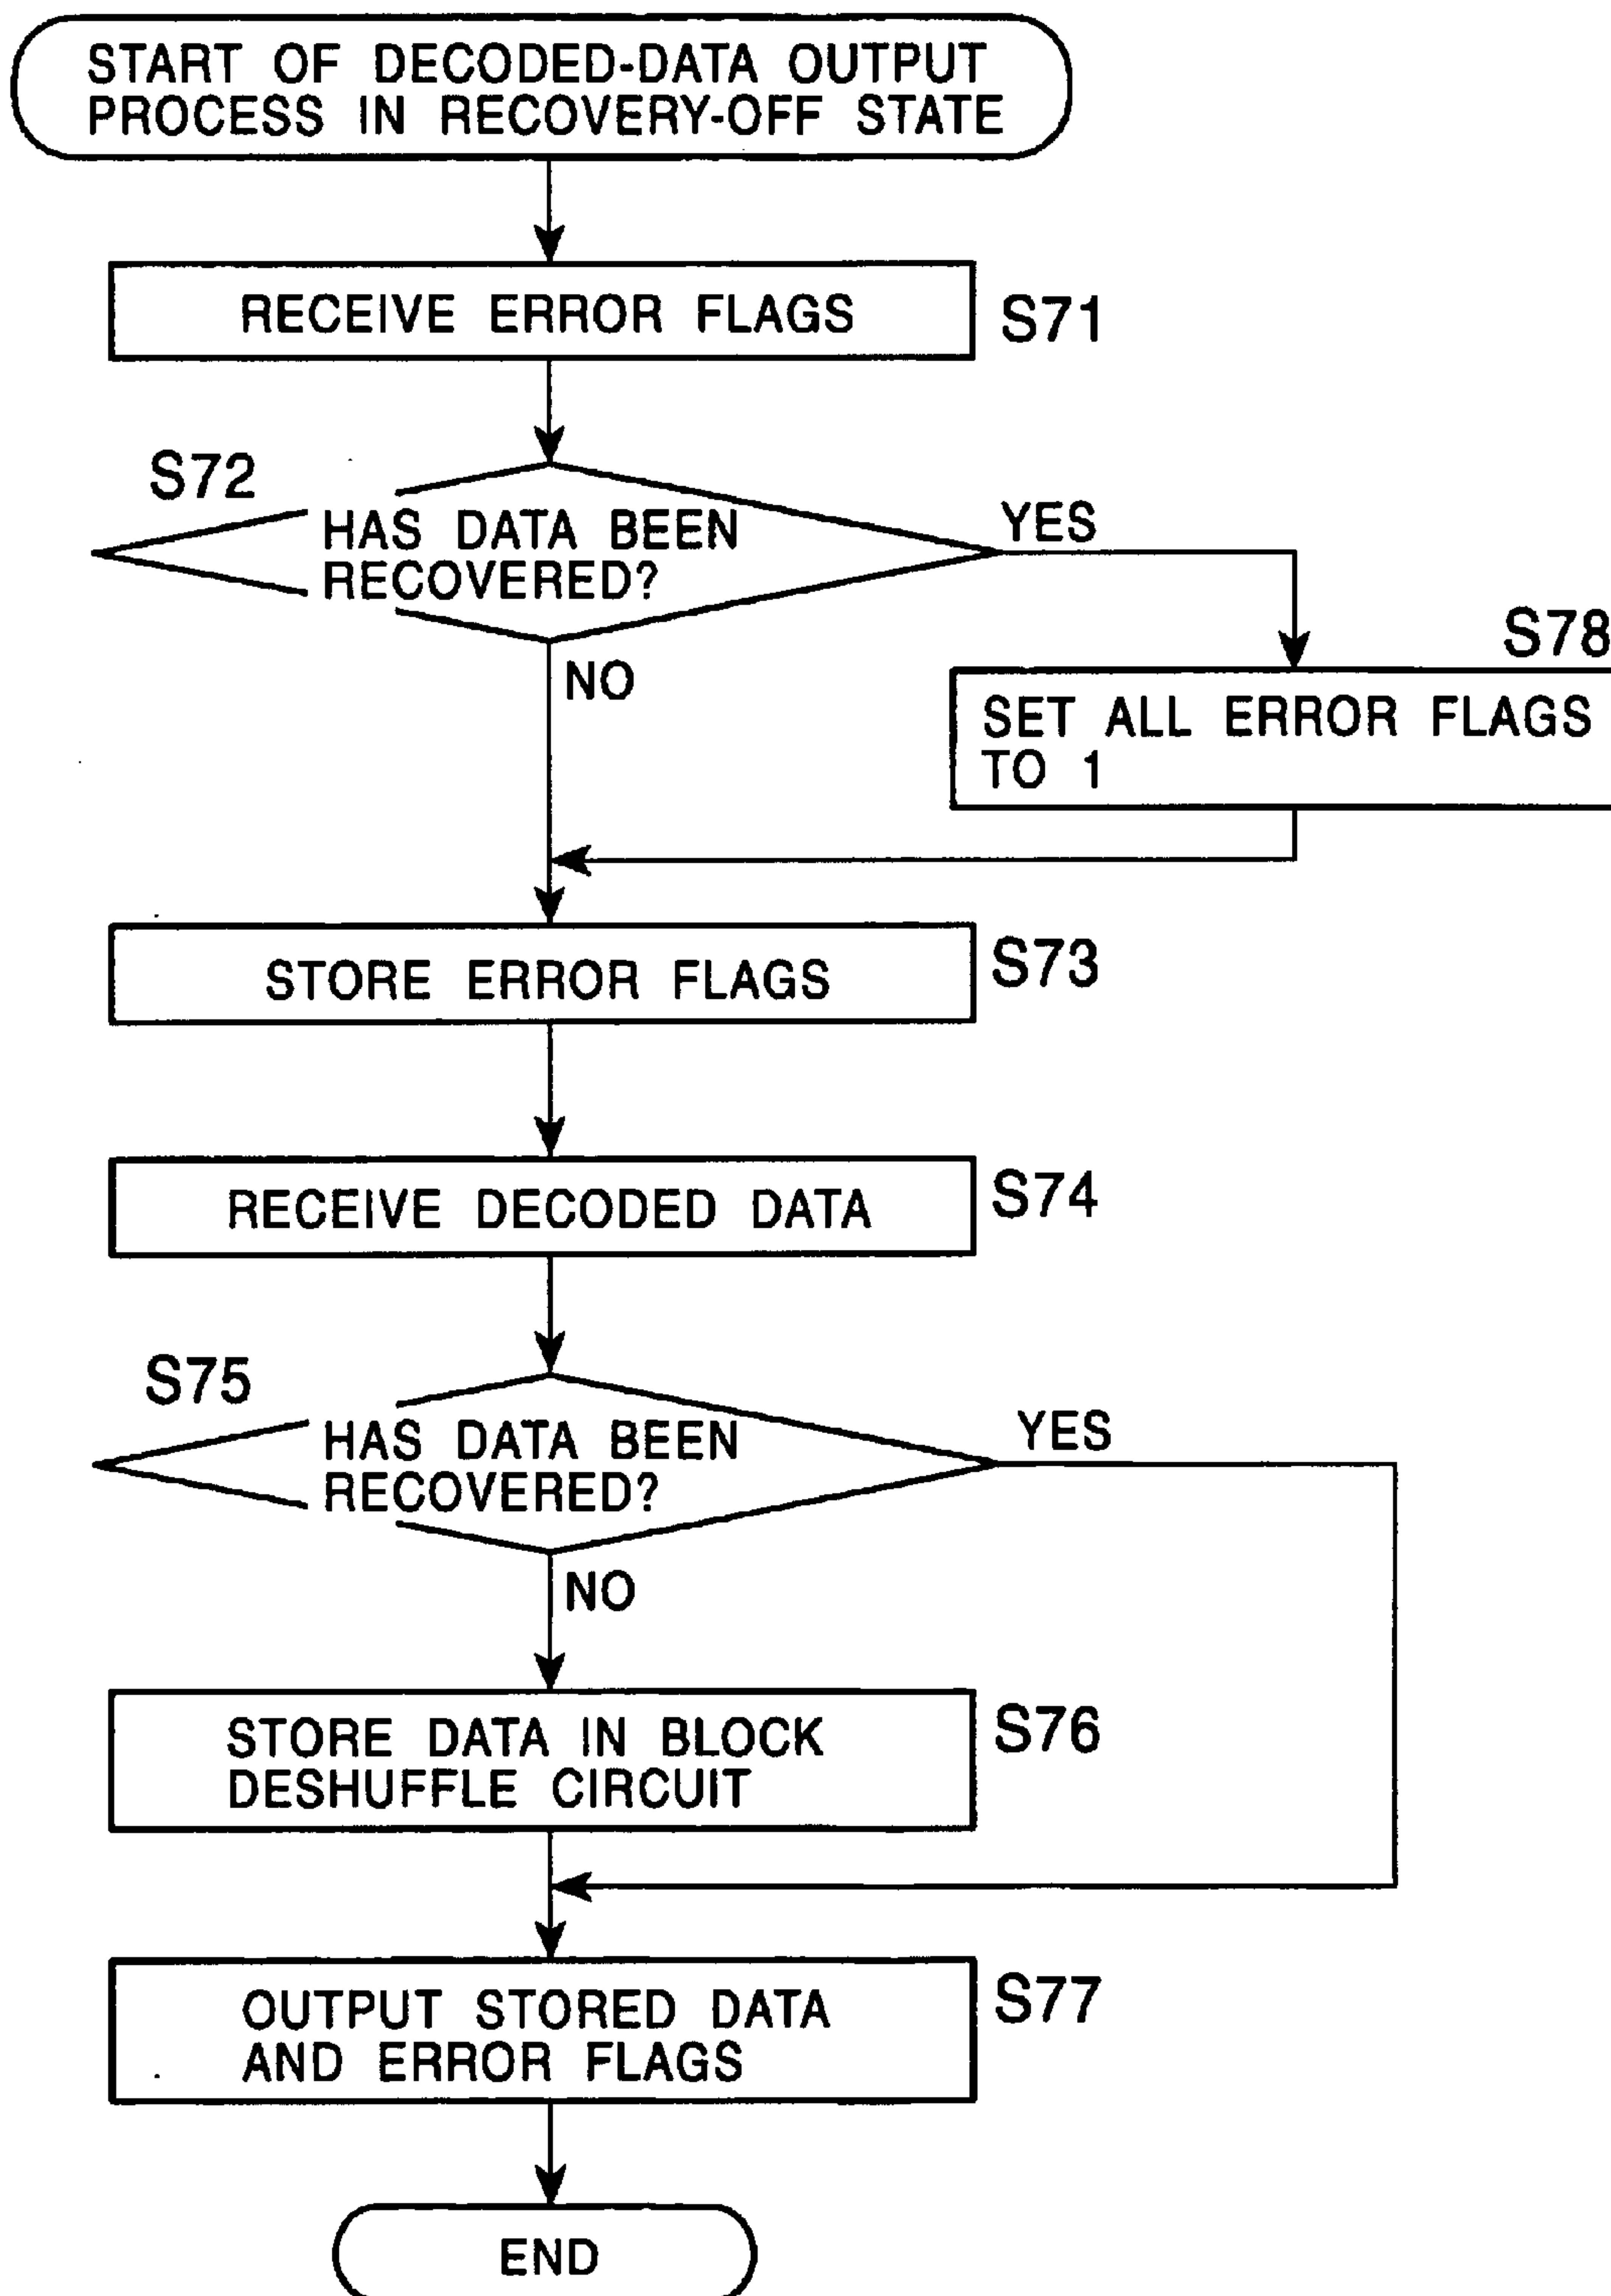 START OF DECODED-DATA OUTPUT
PROCESS IN RECOVERY-OFF STATE
RECEIVE ERROR FLAGS
S71
S72
HAS DATA BEEN
RECOVERED?
YES
NO
S78
SET ALL ERROR FLAGS
TO 1
STORE ERROR FLAGS
S73
RECEIVE DECODED DATA
S74
S75
HAS DATA BEEN
RECOVERED?
YES
NO
STORE DATA IN BLOCK
DESHUFFLE CIRCUIT
S76
OUTPUT STORED DATA
AND ERROR FLAGS
S77
END